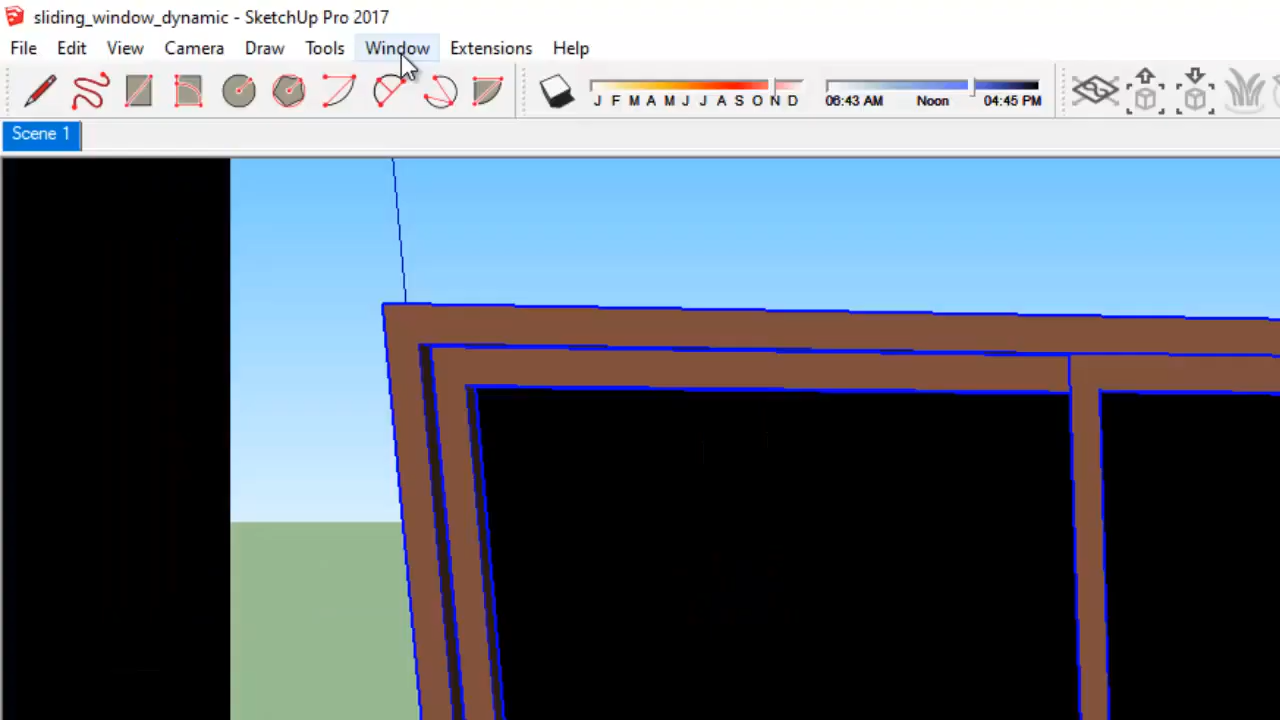 sliding_window_dynamic - SketchUp Pro 2017
File Edit View Camera Draw Tools Window Extensions Help
J F M A M J J A S O N D 06:43 AM Noon 04:45 PM
Scene 1